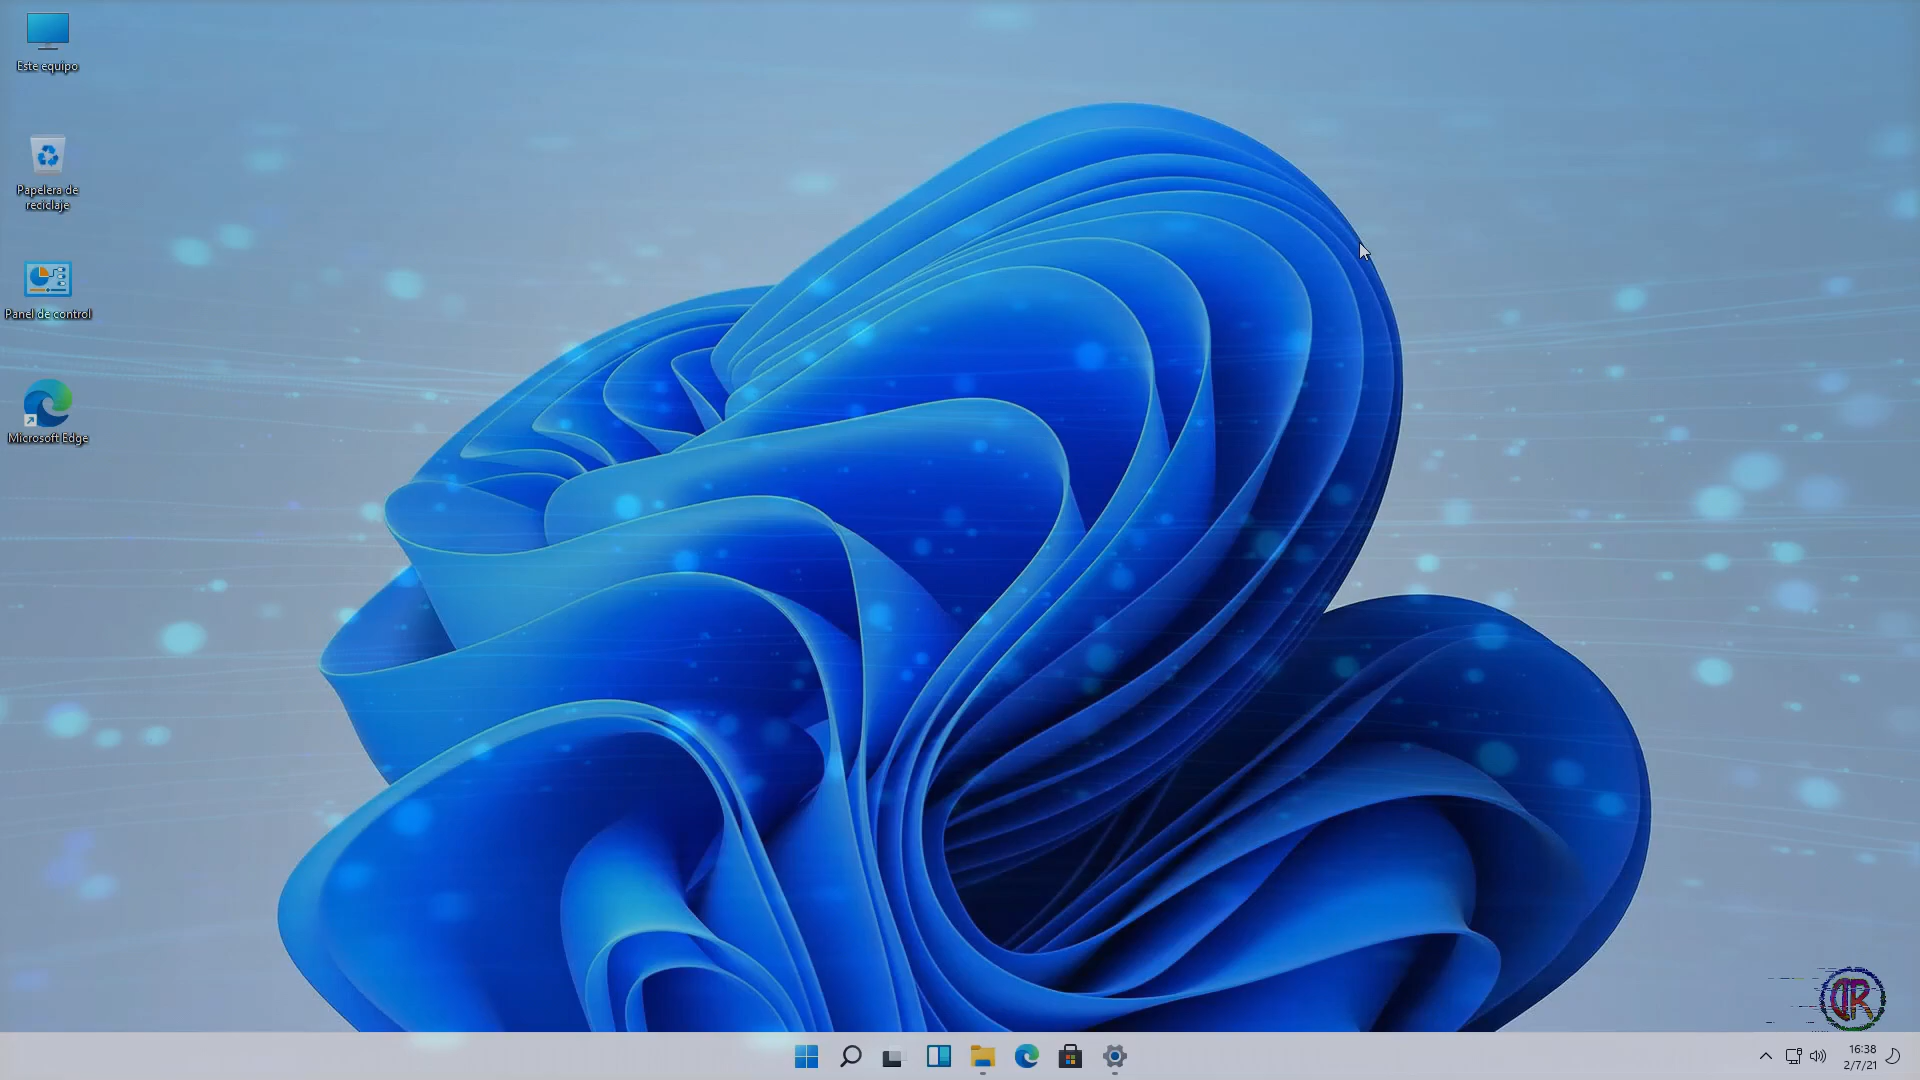 Este equipo
Papelera de
reciclaje
Panel de control
Microsoft Edge
16:38
2/7/21